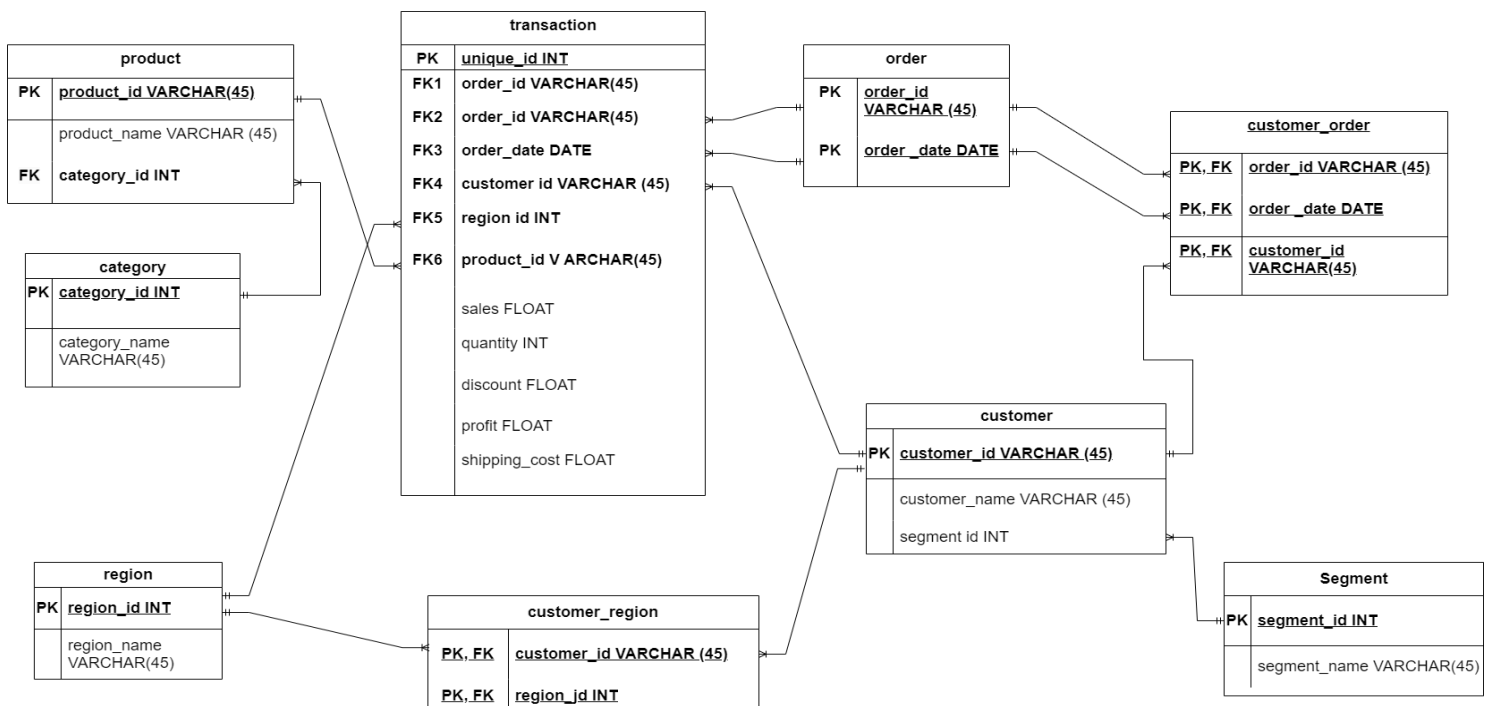 product
PK product_id VARCHAR(45)
product_name VARCHAR (45)
FK category_id INT
category
PK category_id INT
category_name
VARCHAR(45)
transaction
PK unique_id INT
FK1 order_id VARCHAR(45)
FK2 order_id VARCHAR(45)
FK3 order_date DATE
FK4 customer id VARCHAR (45)
FK5 region id INT
FK6 product_id V ARCHAR(45)
sales FLOAT
quantity INT
discount FLOAT
profit FLOAT
shipping_cost FLOAT
order
PK order_id
VARCHAR (45)
PK order _date DATE
customer_order
PK, FK order_id VARCHAR (45)
PK, FK order _date DATE
PK, FK customer_id
VARCHAR(45)
customer
PK customer_id VARCHAR (45)
customer_name VARCHAR (45)
segment id INT
region
PK region_id INT
region_name
VARCHAR(45)
customer_region
PK, FK customer_id VARCHAR (45)
PK, FK region_jd INT
Segment
PK segment_id INT
segment_name VARCHAR(45)